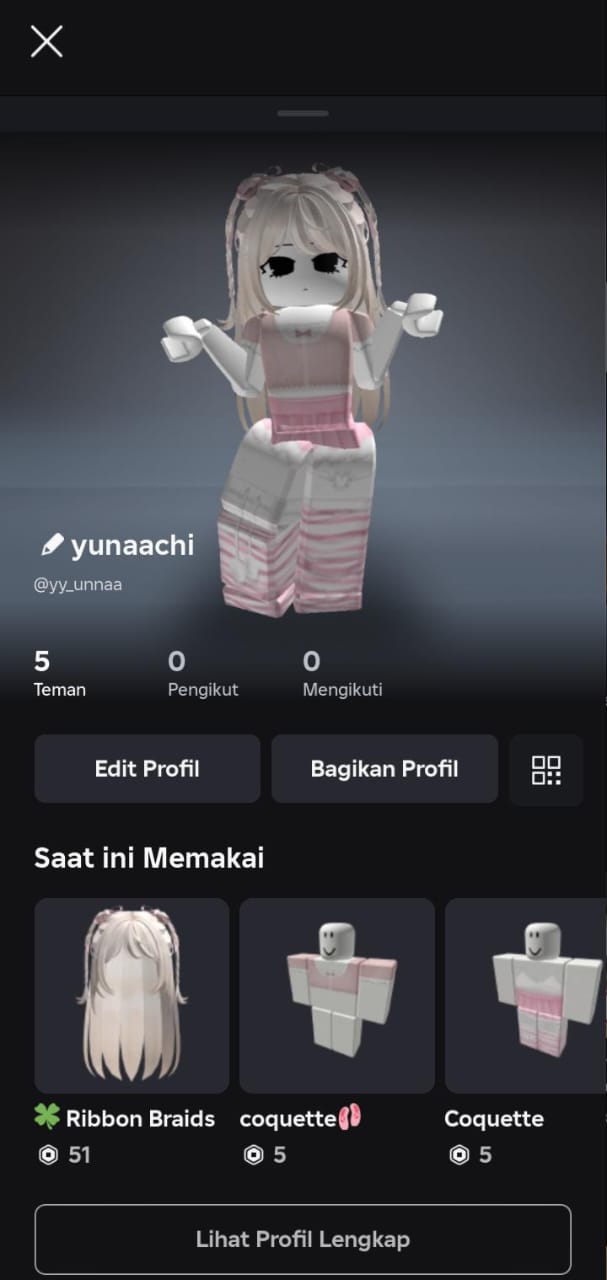 yunaachi
@yy_unnaa
5 0 0
Teman Pengikut Mengikuti
Edit Profil Bagikan Profil
Saat ini Memakai
🍀 Ribbon Braids coquette🩰 Coquette
51 5 5
Lihat Profil Lengkap